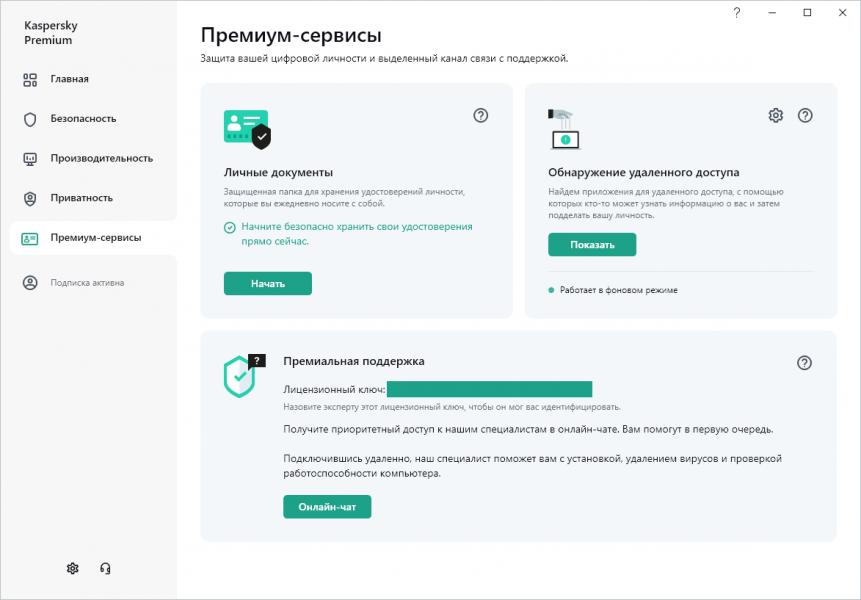 Kaspersky
Premium
Главная
Безопасность
Производительность
Приватность
Премиум-сервисы
Подписка активна
?
Премиум-сервисы
Защита вашей цифровой личности и выделенный канал связи с поддержкой.
?
Личные документы
Защищенная папка для хранения удостоверений личности,
которые вы ежедневно носите с собой.
Начните безопасно хранить свои удостоверения
прямо сейчас.
Начать
?
Обнаружение удаленного доступа
Найдем приложения для удаленного доступа, с помощью
которых кто-то может узнать информацию о вас и затем
подделать вашу личность.
Показать
Работает в фоновом режиме
?
?
Премиальная поддержка
Лицензионный ключ:
Назовите эксперту этот лицензионный ключ, чтобы он мог вас идентифицировать.
Получите приоритетный доступ к нашим специалистам в онлайн-чате. Вам помогут в первую очередь.
Подключившись удаленно, наш специалист поможет вам с установкой, удалением вирусов и проверкой
работоспособности компьютера.
Онлайн-чат